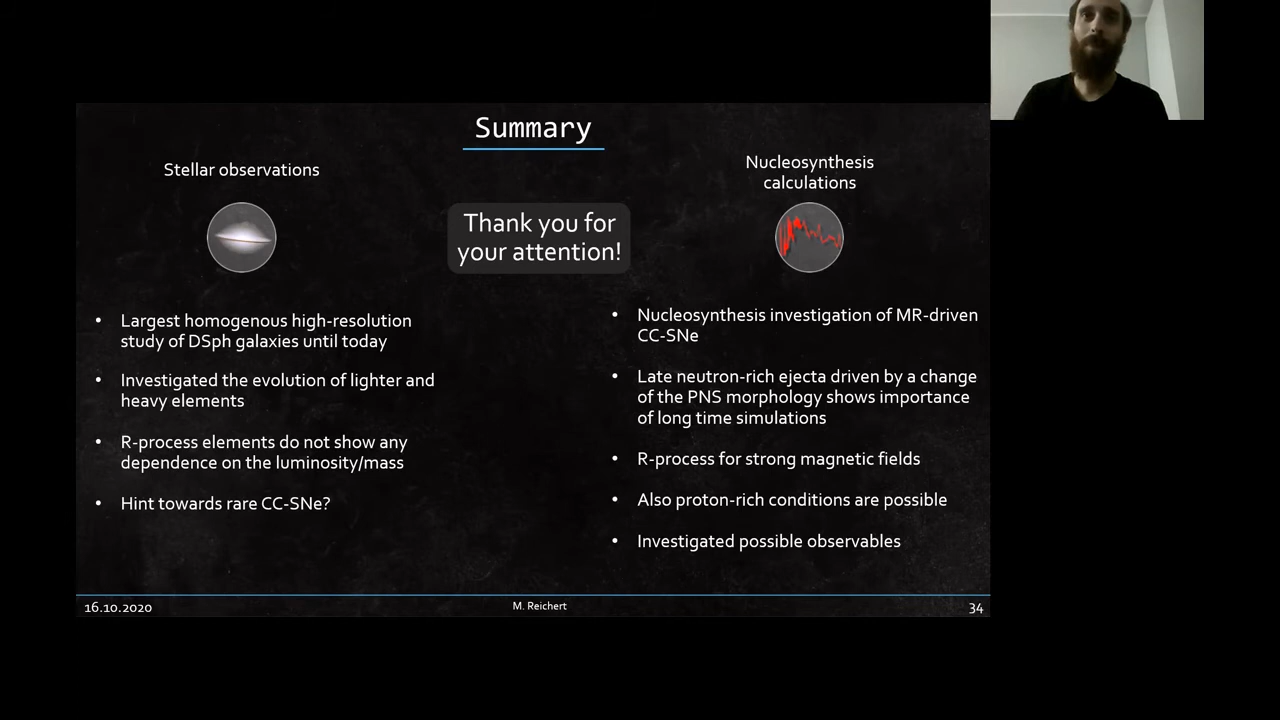 Summary
Stellar observations
Nucleosynthesis
calculations
Thank you for
your attention!
• Largest homogenous high-resolution
study of DSph galaxies until today
• Investigated the evolution of lighter and
heavy elements
• R-process elements do not show any
dependence on the luminosity/mass
• Hint towards rare CC-SNe?
• Nucleosynthesis investigation of MR-driven
CC-SNe
• Late neutron-rich ejecta driven by a change
of the PNS morphology shows importance
of long time simulations
• R-process for strong magnetic fields
• Also proton-rich conditions are possible
• Investigated possible observables
16.10.2020
M. Reichert
34